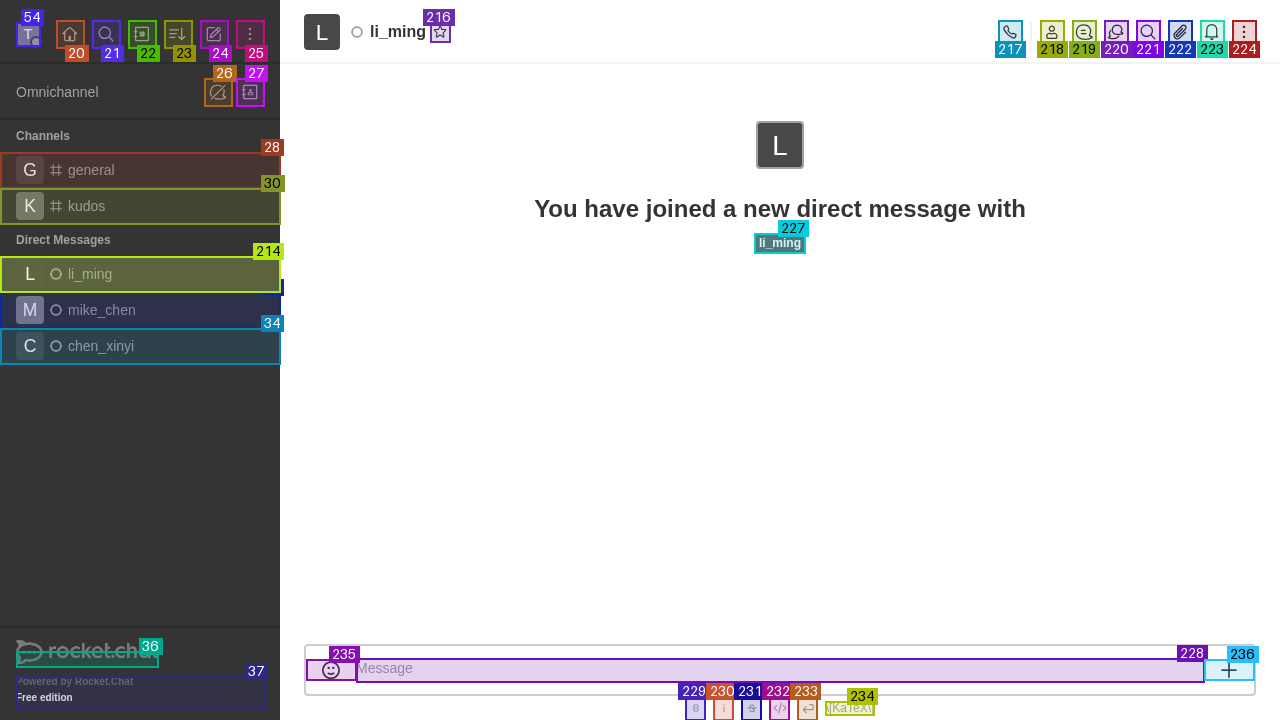 54
T
20
21
22
23
24
25
Omnichannel
26
27
Channels
28
G general
30
K kudos
Direct Messages
214
L li_ming
M mike_chen
34
C chen_xinyi
36
rocket.chat
37
Powered by Rocket.Chat
Free edition
216
L li_ming
217
218
219
220
221
222
223
224
L
You have joined a new direct message with
227
li_ming
235
228
236
Message
229
230
231
232
233
234
B
i
S
</>
\[KaTeX\]